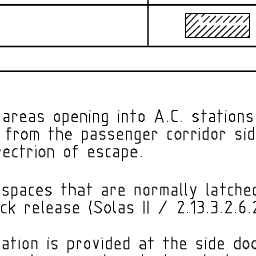 areas opening into A.C. stations
from the passenger corridor sid
ectrion of escape.
spaces that are normally latched
ck release (Solas II / 2.13.3.2.6.2
ation is provided at the side doo